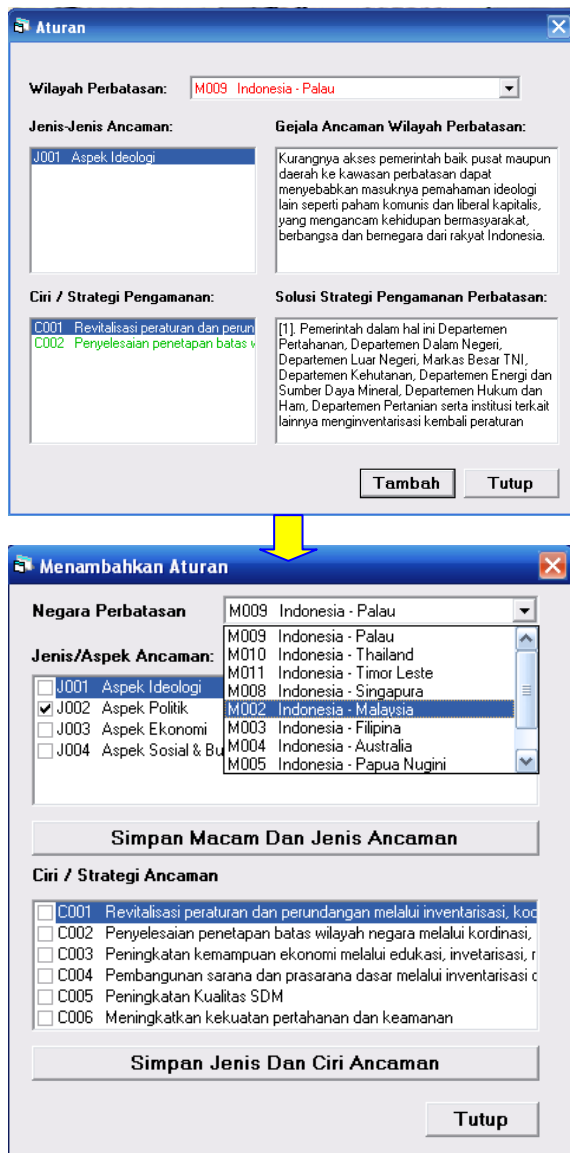 Aturan
Wilayah Perbatasan:
M009 Indonesia - Palau
Jenis-Jenis Ancaman:
J001 Aspek Ideologi
Gejala Ancaman Wilayah Perbatasan:
Kurangnya akses pemerintah baik pusat maupun
daerah ke kawasan perbatasan dapat
menyebabkan masuknya pemahaman ideologi
lain seperti paham komunis dan liberal kapitalis,
yang mengancam kehidupan bermasyarakat,
berbangsa dan bernegara dari rakyat Indonesia.
Ciri / Strategi Pengamanan:
C001 Revitalisasi peraturan dan perun
C002 Penyelesaian penetapan batas w
Solusi Strategi Pengamanan Perbatasan:
[1]. Pemerintah dalam hal ini Departemen
Pertahanan, Departemen Dalam Negeri,
Departemen Luar Negeri, Markas Besar TNI,
Departemen Kehutanan, Departemen Energi dan
Sumber Daya Mineral, Departemen Hukum dan
Ham, Departemen Pertanian serta institusi terkait
lainnya menginventarisasi kembali peraturan
Tambah
Tutup
Menambahkan Aturan
Negara Perbatasan
M009 Indonesia - Palau
M009 Indonesia - Palau
M010 Indonesia - Thailand
M011 Indonesia - Timor Leste
M008 Indonesia - Singapura
M002 Indonesia - Malaysia
M003 Indonesia - Filipina
M004 Indonesia - Australia
M005 Indonesia - Papua Nugini
Jenis/Aspek Ancaman:
J001 Aspek Ideologi
J002 Aspek Politik
J003 Aspek Ekonomi
J004 Aspek Sosial & Bu
Simpan Macam Dan Jenis Ancaman
Ciri / Strategi Ancaman
C001 Revitalisasi peraturan dan perundangan melalui inventarisasi, koo
C002 Penyelesaian penetapan batas wilayah negara melalui kordinasi,
C003 Peningkatan kemampuan ekonomi melalui edukasi, invetarisasi, r
C004 Pembangunan sarana dan prasarana dasar melalui inventarisasi d
C005 Peningkatan Kualitas SDM
C006 Meningkatkan kekuatan pertahanan dan keamanan
Simpan Jenis Dan Ciri Ancaman
Tutup